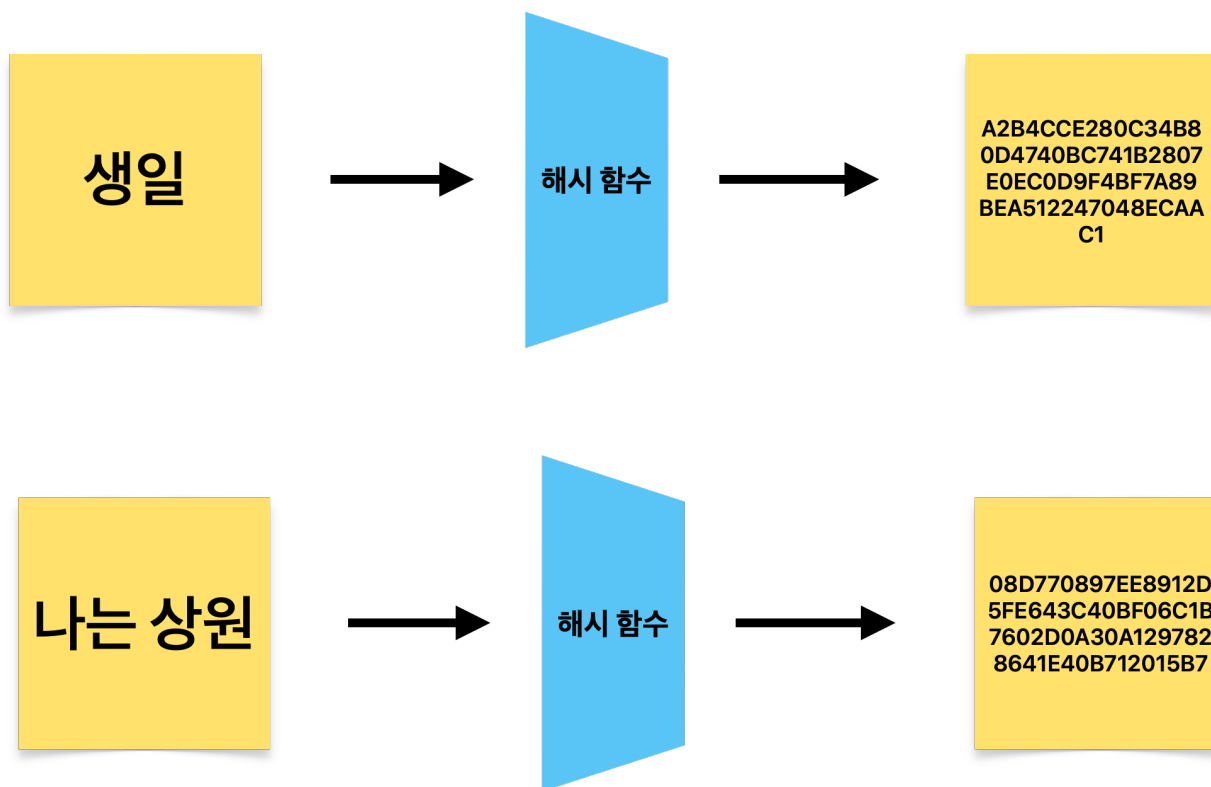 생일
해시 함수
A2B4CCE280C34B8
0D4740BC741B2807
E0EC0D9F4BF7A89
BEA512247048ECAA
C1
나는 상원
해시 함수
08D770897EE8912D
5FE643C40BF06C1B
7602D0A30A129782
8641E40B712015B7